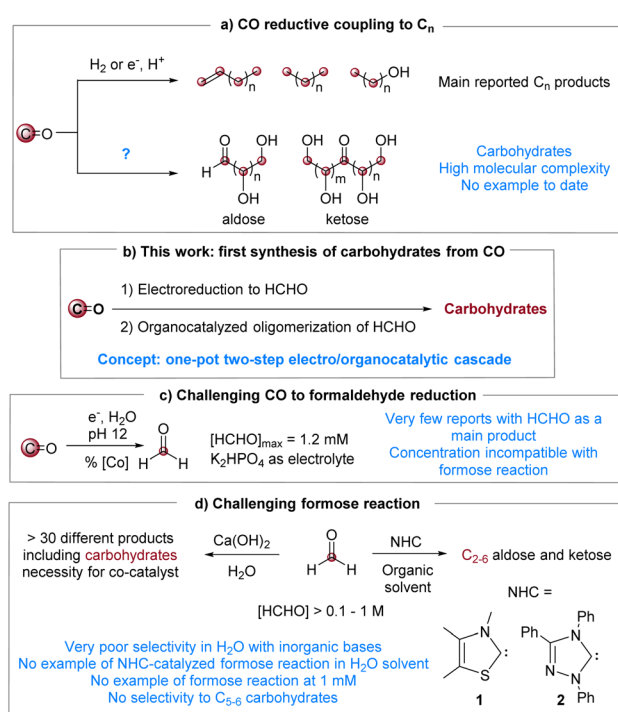 a) CO reductive coupling to Cn
H2 or e-, H+
n
n
OH
n
Main reported Cn products
C=O
?
O
OH
H
n
OH
aldose
OH
O
OH
m
n
OH
OH
ketose
Carbohydrates
High molecular complexity
No example to date
b) This work: first synthesis of carbohydrates from CO
C=O
1) Electroreduction to HCHO
2) Organocatalyzed oligomerization of HCHO
Carbohydrates
Concept: one-pot two-step electro/organocatalytic cascade
c) Challenging CO to formaldehyde reduction
C=O
e-, H2O
pH 12
% [Co]
O
H
H
[HCHO]max = 1.2 mM
K2HPO4 as electrolyte
Very few reports with HCHO as a
main product
Concentration incompatible with
formose reaction
d) Challenging formose reaction
> 30 different products
including carbohydrates
necessity for co-catalyst
Ca(OH)2
H2O
O
H
H
NHC
Organic
solvent
C2-6 aldose and ketose
[HCHO] > 0.1 - 1 M
NHC =
Very poor selectivity in H2O with inorganic bases
No example of NHC-catalyzed formose reaction in H2O solvent
No example of formose reaction at 1 mM
No selectivity to C5-6 carbohydrates
N
S
:
1
Ph
Ph
N
N
N
:
Ph
2